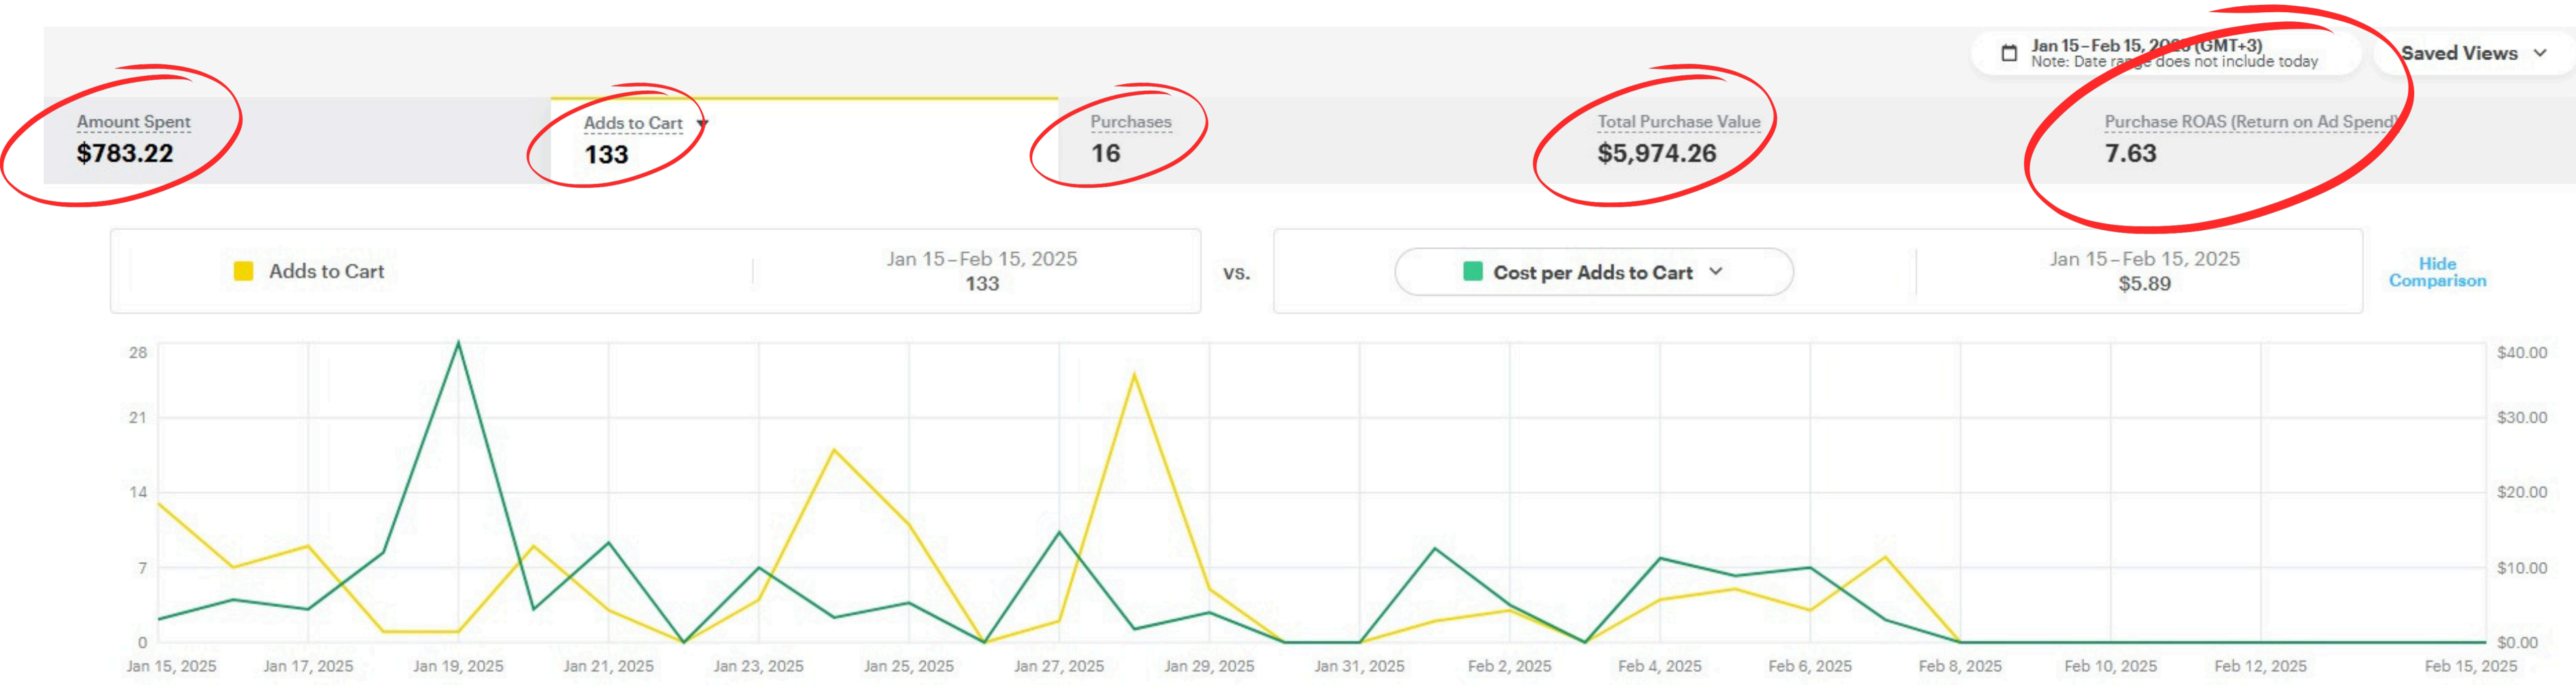 Jan 15–Feb 15, 2025 (GMT+3)
Note: Date range does not include today
Saved Views
Amount Spent
$783.22
Adds to Cart
133
Purchases
16
Total Purchase Value
$5,974.26
Purchase ROAS (Return on Ad Spend)
7.63
Adds to Cart
Jan 15–Feb 15, 2025
133
vs.
Cost per Adds to Cart
Jan 15–Feb 15, 2025
$5.89
Hide
Comparison
28
21
14
7
0
$40.00
$30.00
$20.00
$10.00
$0.00
Jan 15, 2025 Jan 17, 2025 Jan 19, 2025 Jan 21, 2025 Jan 23, 2025 Jan 25, 2025 Jan 27, 2025 Jan 29, 2025 Jan 31, 2025 Feb 2, 2025 Feb 4, 2025 Feb 6, 2025 Feb 8, 2025 Feb 10, 2025 Feb 12, 2025 Feb 15, 2025